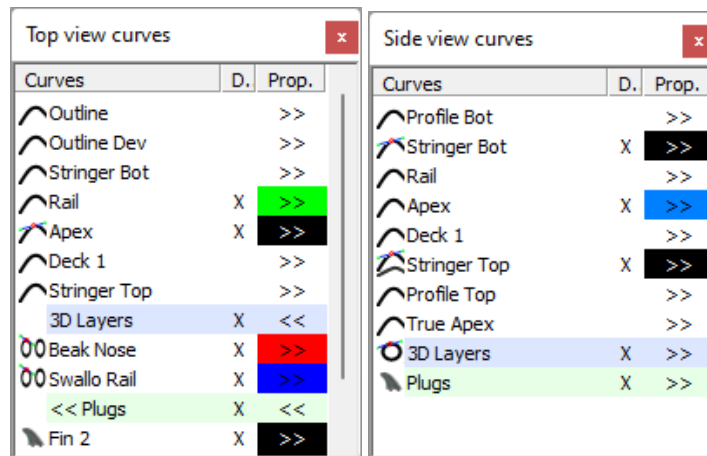 Top view curves x
Curves D. Prop.
Outline >>
Outline Dev >>
Stringer Bot >>
Rail X >>
Apex X >>
Deck 1 >>
Stringer Top >>
3D Layers X <<
Beak Nose X >>
Swallo Rail X >>
<< Plugs X <<
Fin 2 X >>
Side view curves x
Curves D. Prop.
Profile Bot >>
Stringer Bot X >>
Rail >>
Apex X >>
Deck 1 >>
Stringer Top X >>
Profile Top >>
True Apex >>
3D Layers X >>
Plugs X >>